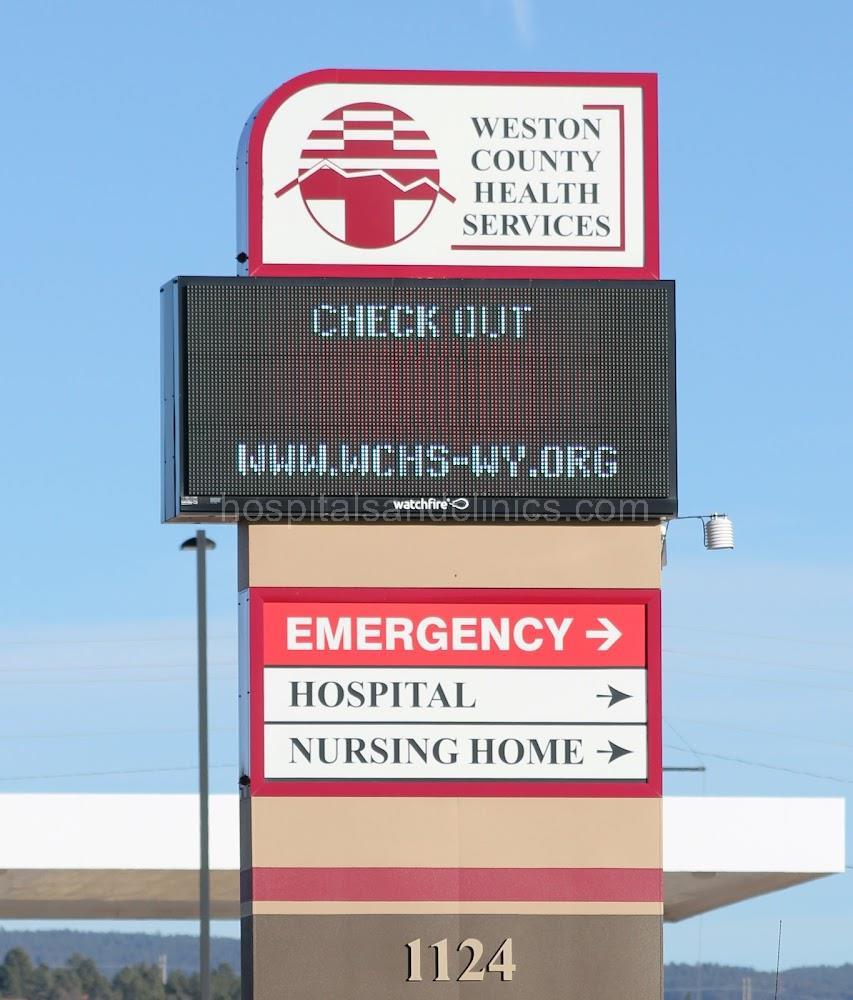 WESTON
COUNTY
HEALTH
SERVICES
CHECK OUT
WWW.WCHS-WY.ORG
watchfire
hospitalsandclinics.com
EMERGENCY →
HOSPITAL →
NURSING HOME →
1124